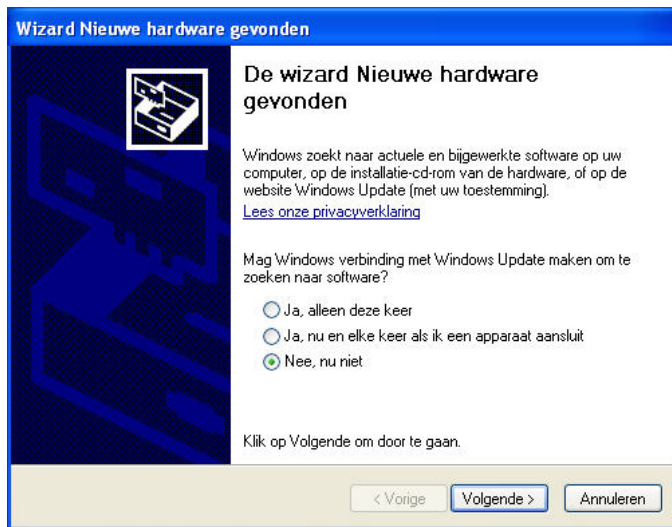 Wizard Nieuwe hardware gevonden
De wizard Nieuwe hardware
gevonden
Windows zoekt naar actuele en bijgewerkte software op uw
computer, op de installatie-cd-rom van de hardware, of op de
website Windows Update (met uw toestemming).
Lees onze privacyverklaring
Mag Windows verbinding met Windows Update maken om te
zoeken naar software?
Ja, alleen deze keer
Ja, nu en elke keer als ik een apparaat aansluit
Nee, nu niet
Klik op Volgende om door te gaan.
< Vorige Volgende > Annuleren